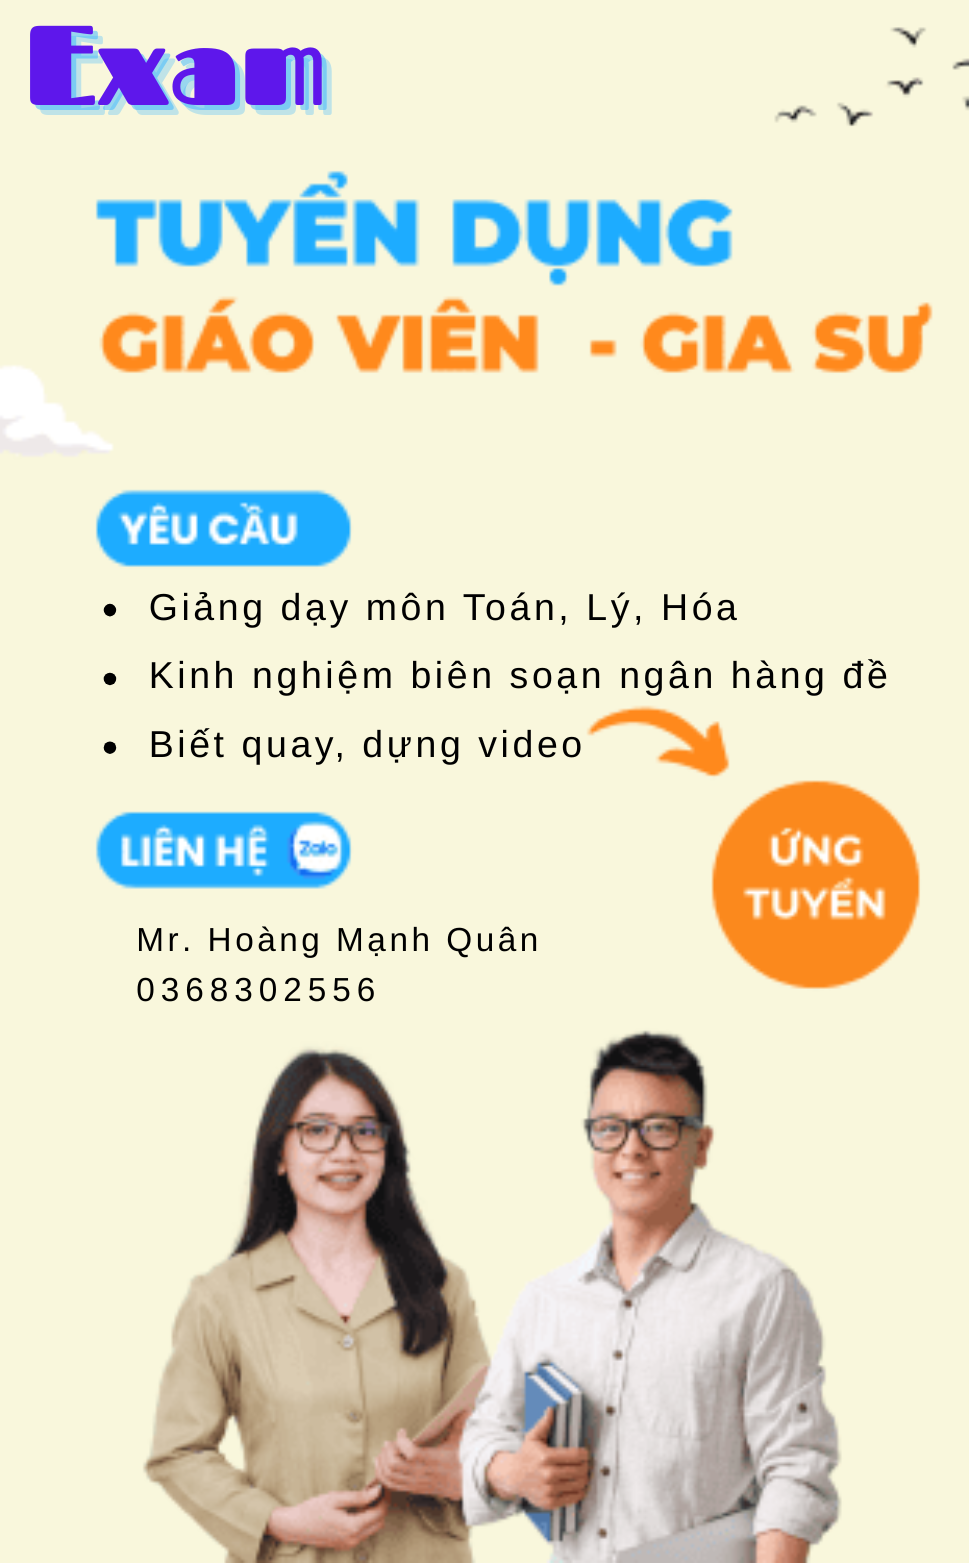 Exam
TUYỂN DỤNG
GIÁO VIÊN - GIA SƯ
YÊU CẦU
• Giảng dạy môn Toán, Lý, Hóa
• Kinh nghiệm biên soạn ngân hàng đề
• Biết quay, dựng video
LIÊN HỆ Zalo
ỨNG
TUYỂN
Mr. Hoàng Mạnh Quân
0368302556